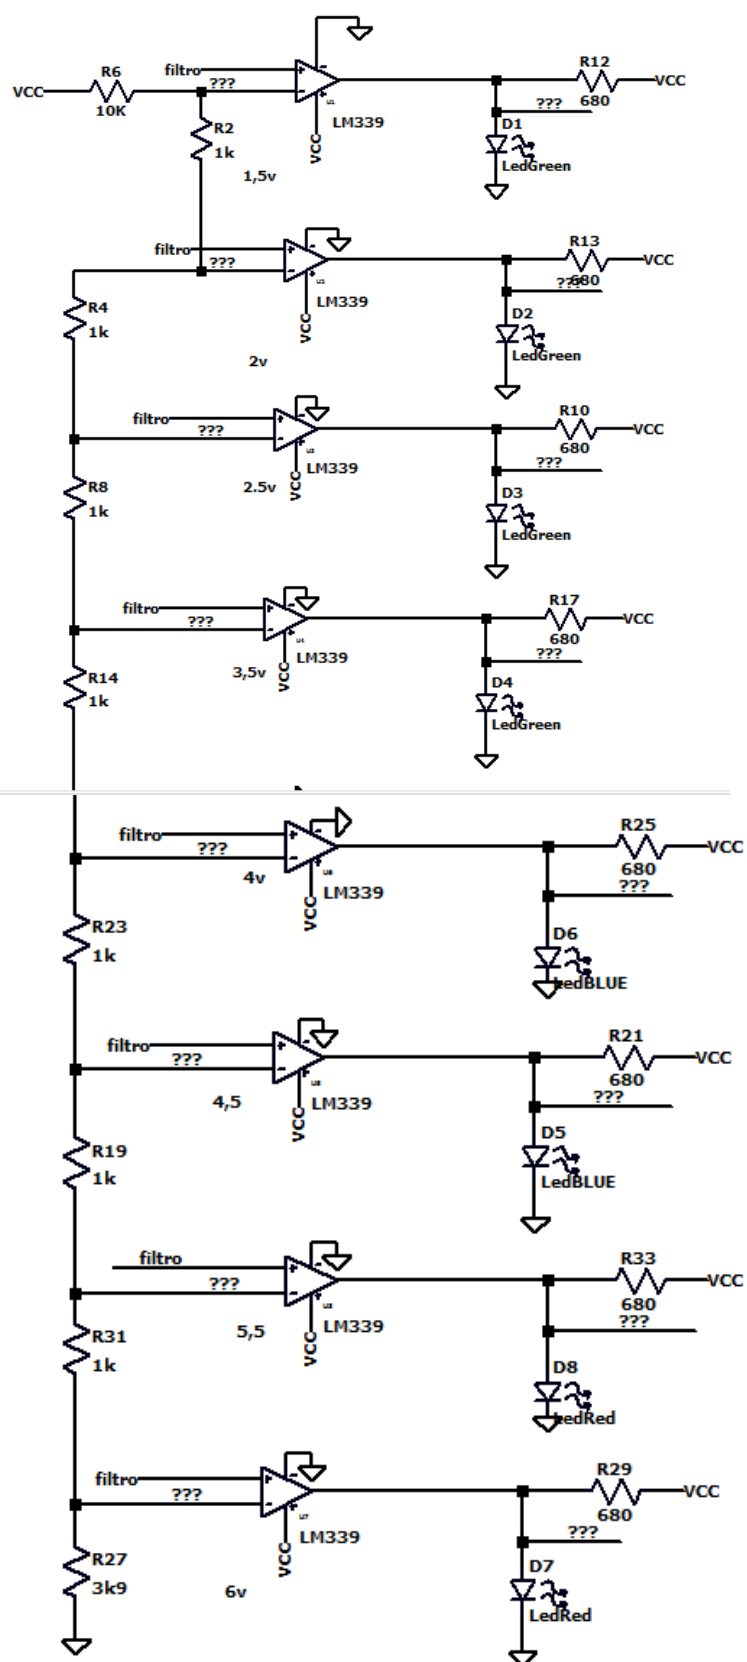 filtro
R12
VCC
R6
???
VCC
680
10K
???
R2
D1
LM339
1k
VCC
LedGreen
1,5v
filtro
R13
???
VCC
680
???
R4
LM339
D2
1k
VCC
LedGreen
2v
filtro
R10
???
VCC
680
LM339
???
R8
2.5v
VCC
D3
1k
LedGreen
filtro
R17
???
VCC
680
LM339
???
R14
3,5v
VCC
D4
1k
LedGreen
filtro
R25
???
VCC
680
4v
???
LM339
VCC
R23
D6
1k
LedBLUE
filtro
R21
???
VCC
680
4,5
LM339
???
VCC
D5
R19
1k
LedBLUE
filtro
R33
???
VCC
680
5,5
LM339
???
R31
VCC
1k
D8
LedRed
filtro
R29
???
VCC
680
LM339
???
R27
VCC
D7
3k9
6v
LedRed